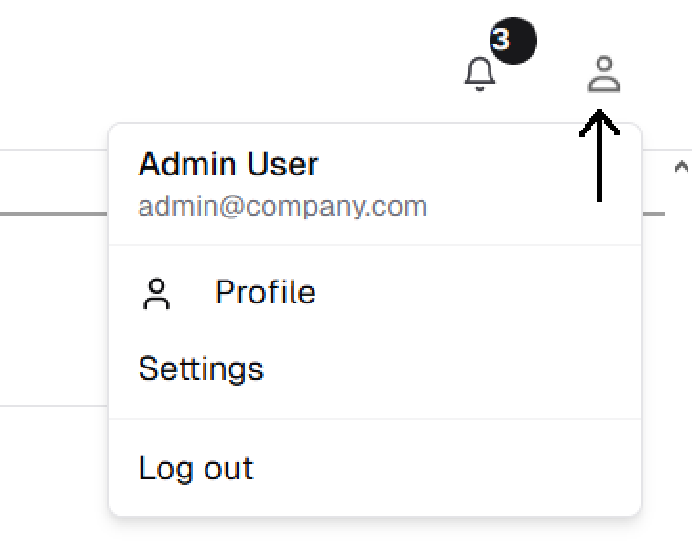 3
Admin User
admin@company.com
Profile
Settings
Log out